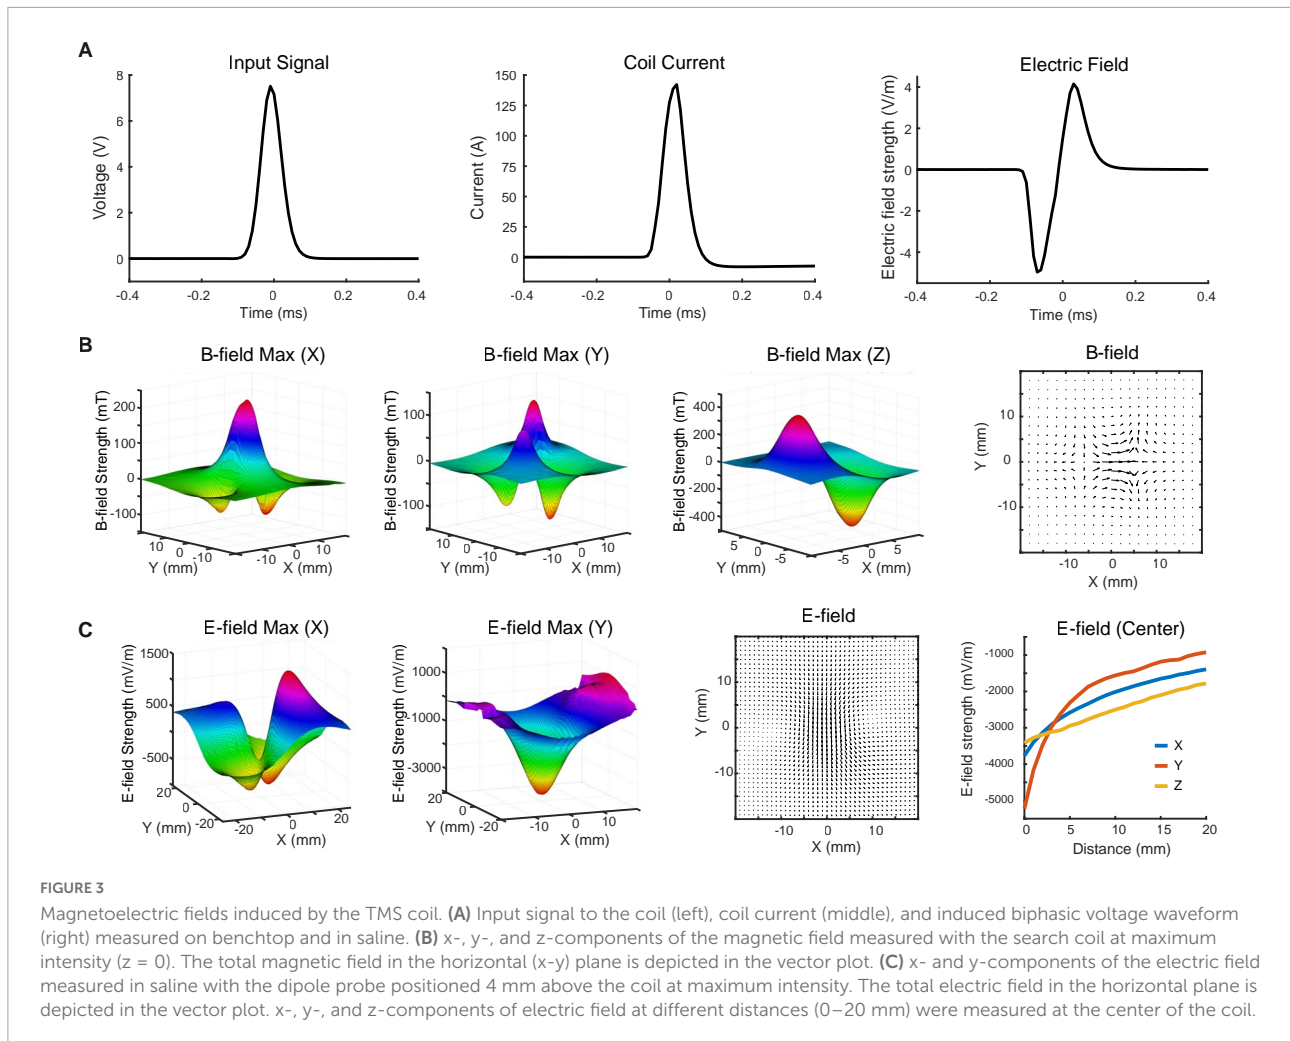 A
Input Signal
Voltage (V)
8
6
4
2
0
-0.4
-0.2
0
0.2
0.4
Time (ms)
Coil Current
Current (A)
150
125
100
75
50
25
0
-0.4
-0.2
0
0.2
0.4
Time (ms)
Electric Field
Electric field strength (V/m)
4
2
0
-2
-4
-0.4
-0.2
0
0.2
0.4
Time (ms)
B
B-field Max (X)
B-field Strength (mT)
200
100
0
-100
10
0
-10
Y (mm)
-10
0
10
X (mm)
B-field Max (Y)
B-field Strength (mT)
100
0
-100
10
0
-10
Y (mm)
-10
0
10
X (mm)
B-field Max (Z)
B-field Strength (mT)
400
200
0
-200
-400
5
0
-5
Y (mm)
-5
0
5
X (mm)
B-field
Y (mm)
10
0
-10
-10
0
10
X (mm)
C
E-field Max (X)
E-field Strength (mV/m)
1500
500
-500
20
0
-20
Y (mm)
-20
0
20
X (mm)
E-field Max (Y)
E-field Strength (mV/m)
1000
-1000
-3000
20
0
-20
Y (mm)
-10
0
10
20
X (mm)
E-field
Y (mm)
10
0
-10
-10
0
10
X (mm)
E-field (Center)
E-field strength (mV/m)
-1000
-2000
-3000
-4000
-5000
X
Y
Z
0
5
10
15
20
Distance (mm)
FIGURE 3
Magnetoelectric fields induced by the TMS coil. (A) Input signal to the coil (left), coil current (middle), and induced biphasic voltage waveform
(right) measured on benchtop and in saline. (B) x-, y-, and z-components of the magnetic field measured with the search coil at maximum
intensity (z = 0). The total magnetic field in the horizontal (x-y) plane is depicted in the vector plot. (C) x- and y-components of the electric field
measured in saline with the dipole probe positioned 4 mm above the coil at maximum intensity. The total electric field in the horizontal plane is
depicted in the vector plot. x-, y-, and z-components of electric field at different distances (0–20 mm) were measured at the center of the coil.